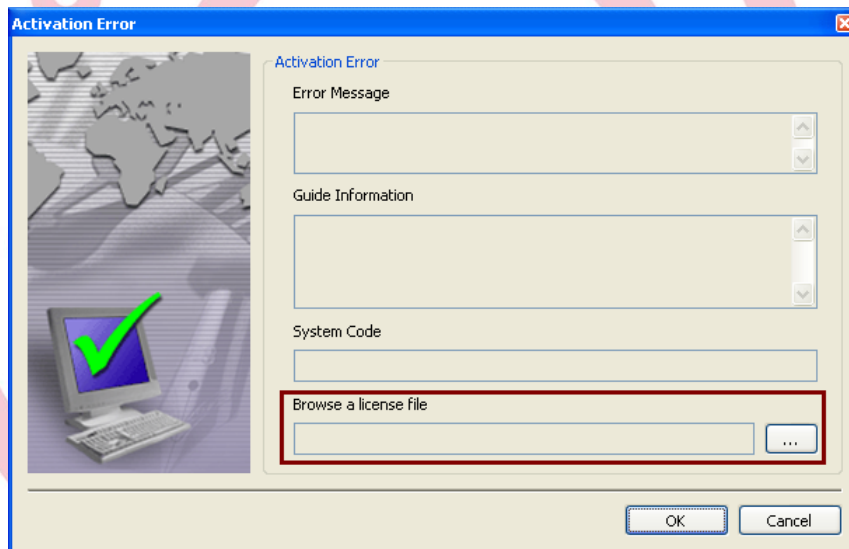 Activation Error
Activation Error
Error Message
Guide Information
System Code
Browse a license file
...
OK
Cancel